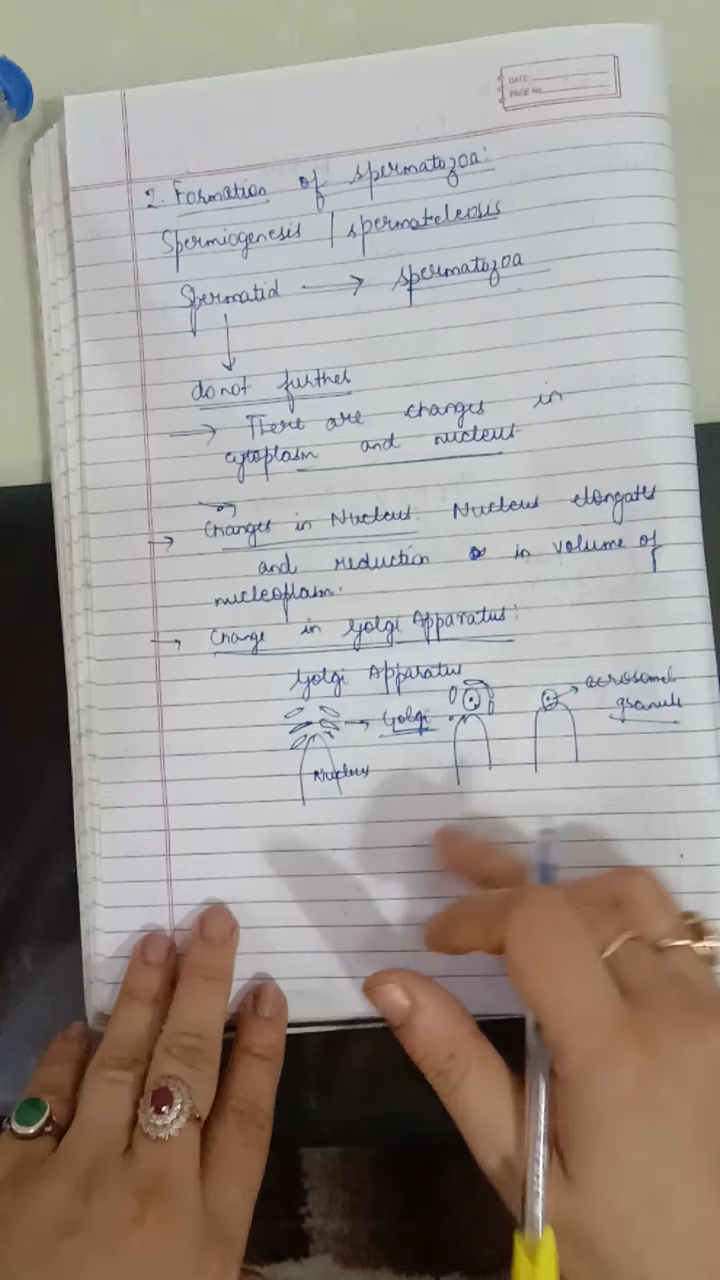 DATE
PAGE No.
2. Formation of spermatozoa:
Spermiogenesis / spermateleosis
Spermatid → spermatozoa
↓
do not further
→ There are changes in
cytoplasm and nucleus
→ Changes in Nucleus. Nucleus elongates
and reduction in volume of
nucleoplasm.
→ Change in Golgi Apparatus:
Golgi Apparatus
→ Golgi
→ acrosomal
granule
Nucleus